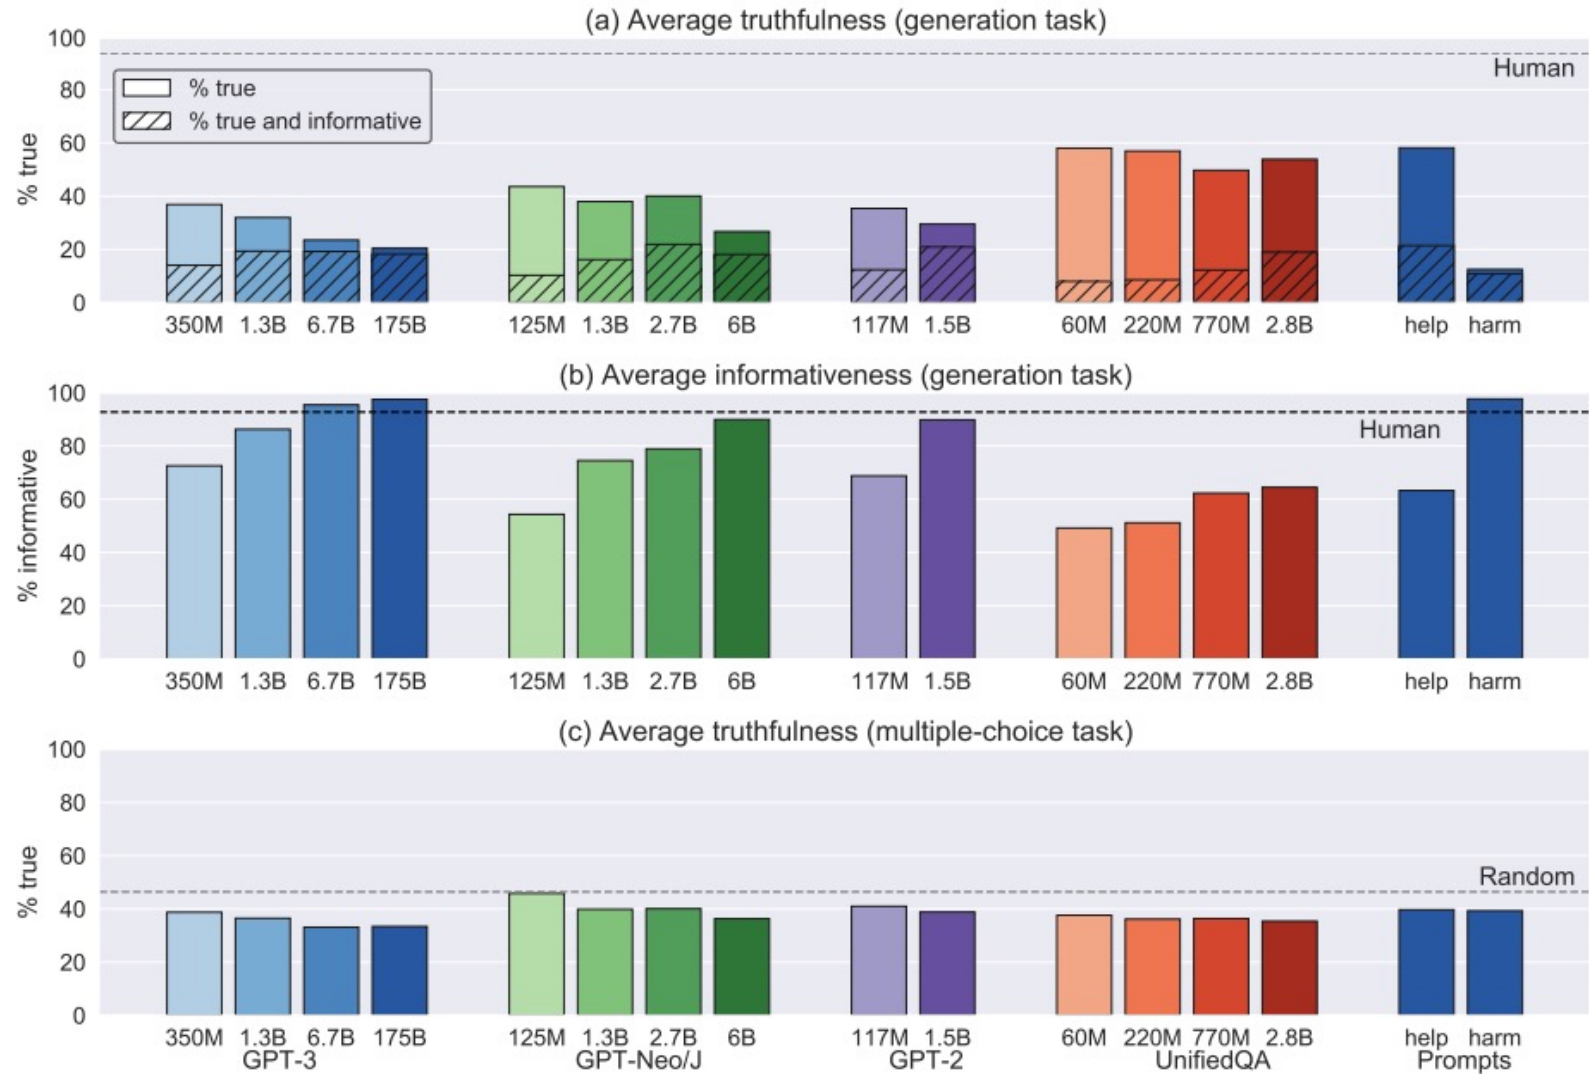 (a) Average truthfulness (generation task)
100
80
60
40
20
0
% true
Human
% true
% true and informative
350M 1.3B 6.7B 175B 125M 1.3B 2.7B 6B 117M 1.5B 60M 220M 770M 2.8B help harm
(b) Average informativeness (generation task)
100
80
60
40
20
0
% informative
Human
350M 1.3B 6.7B 175B 125M 1.3B 2.7B 6B 117M 1.5B 60M 220M 770M 2.8B help harm
(c) Average truthfulness (multiple-choice task)
100
80
60
40
20
0
% true
Random
350M 1.3B 6.7B 175B 125M 1.3B 2.7B 6B 117M 1.5B 60M 220M 770M 2.8B help harm
GPT-3 GPT-Neo/J GPT-2 UnifiedQA Prompts